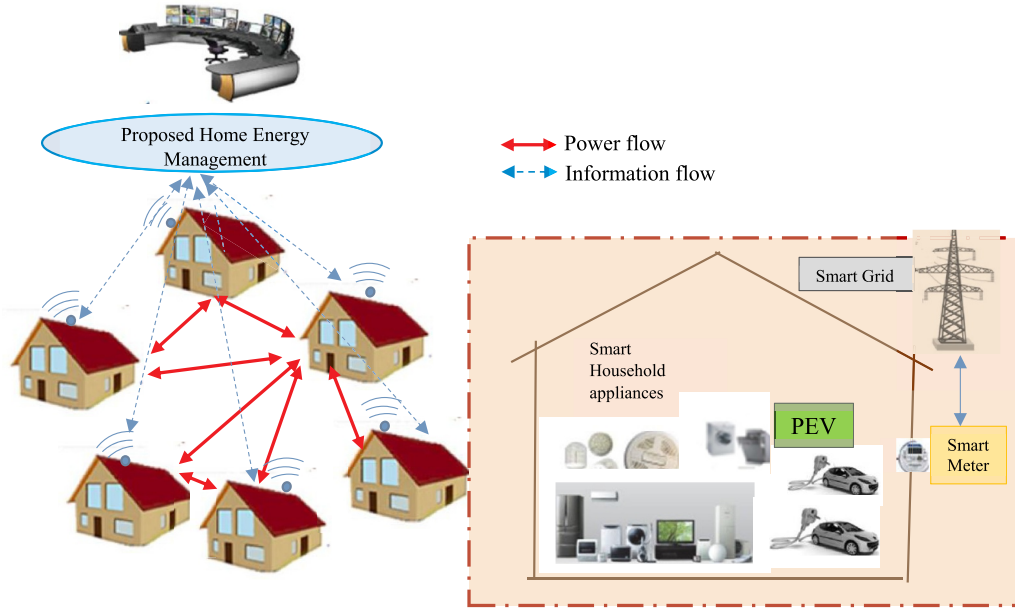 Proposed Home Energy
Management
Power flow
Information flow
Smart Grid
Smart
Household
appliances
PEV
Smart
Meter